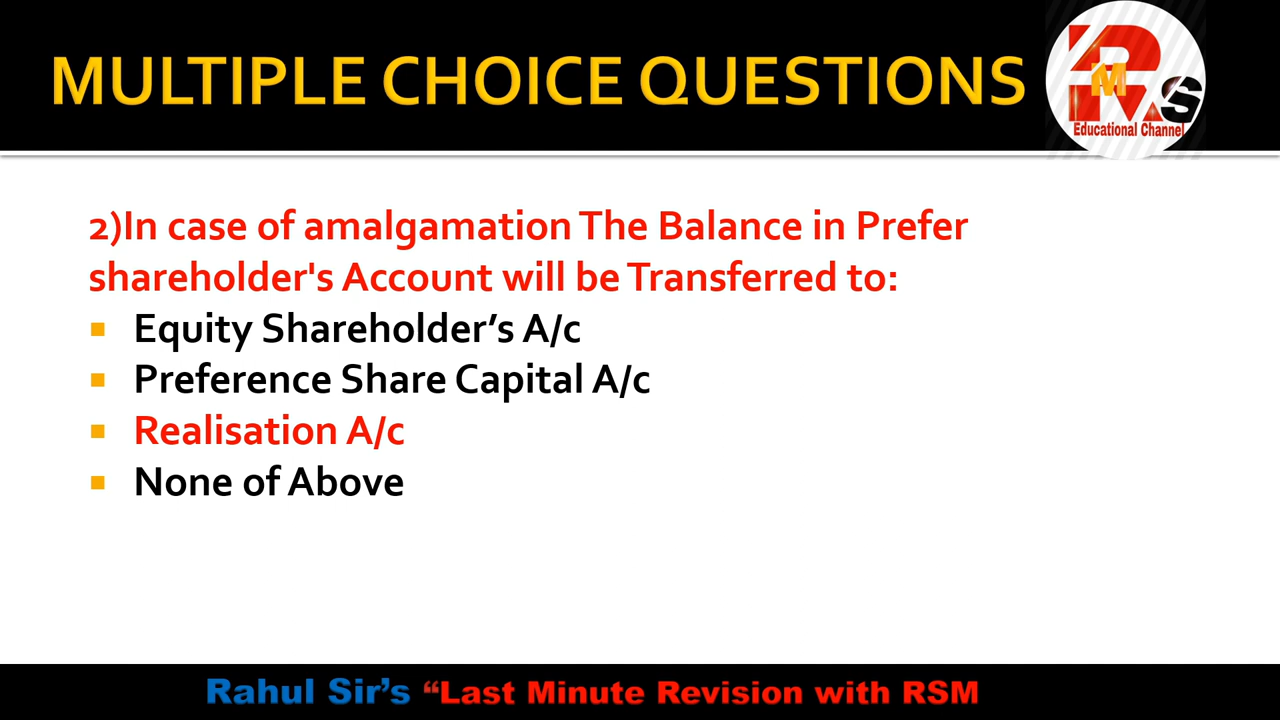 MULTIPLE CHOICE QUESTIONS
RMS
Educational Channel
2)In case of amalgamation The Balance in Prefer
shareholder's Account will be Transferred to:
Equity Shareholder’s A/c
Preference Share Capital A/c
Realisation A/c
None of Above
Rahul Sir’s “Last Minute Revision with RSM